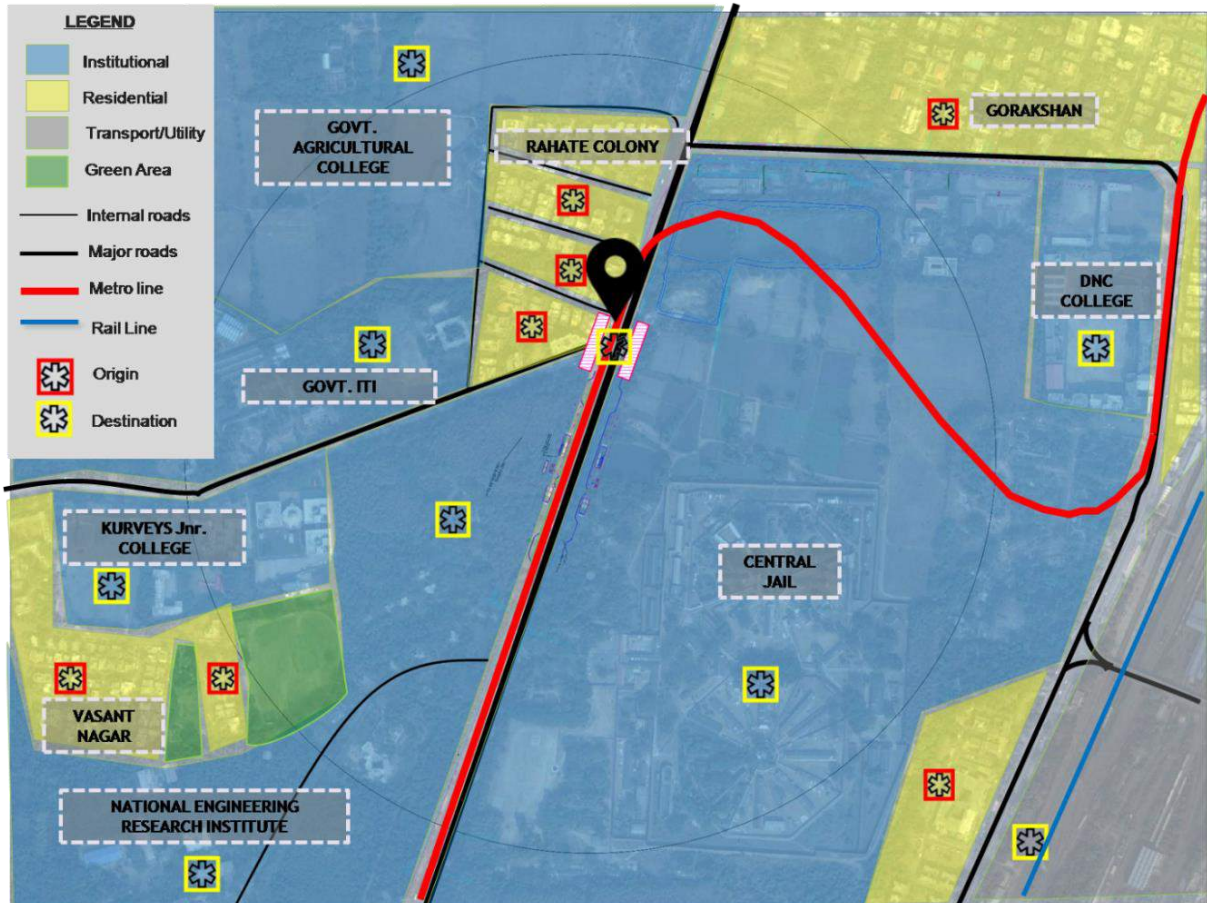 LEGEND
Institutional
Residential
Transport/Utility
Green Area
Internal roads
Major roads
Metro line
Rail Line
Origin
Destination
GOVT.
AGRICULTURAL
COLLEGE
RAHATE COLONY
GORAKSHAN
DNC
COLLEGE
GOVT. ITI
KURVEYS Jnr.
COLLEGE
CENTRAL
JAIL
VASANT
NAGAR
NATIONAL ENGINEERING
RESEARCH INSTITUTE